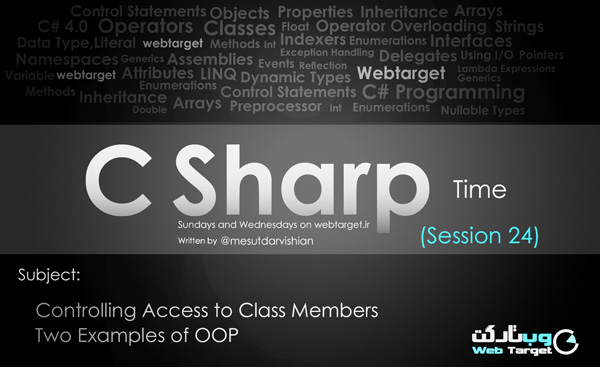 Control Statements Objects Properties Inheritance Arrays
C# 4.0 Operators Classes Float Operator Overloading Strings
Data Type,Literal webtarget Methods Int Indexers Enumerations Interfaces
Exception Handling
Namespaces Generics Assemblies Events Reflection Delegates Using I/O Pointers
Variable webtarget Attributes LINQ Dynamic Types Webtarget Lambda Expressions
Generics
Methods Enumerations Control Statements C# Programming
Inheritance Arrays Preprocessor Int Enumerations Nullable Types
Double
C Sharp Time
Sundays and Wednesdays on webtarget.ir
Written by @mesutdarvishian
(Session 24)
Subject:
Controlling Access to Class Members
Two Examples of OOP
وب تارگت
Web Target